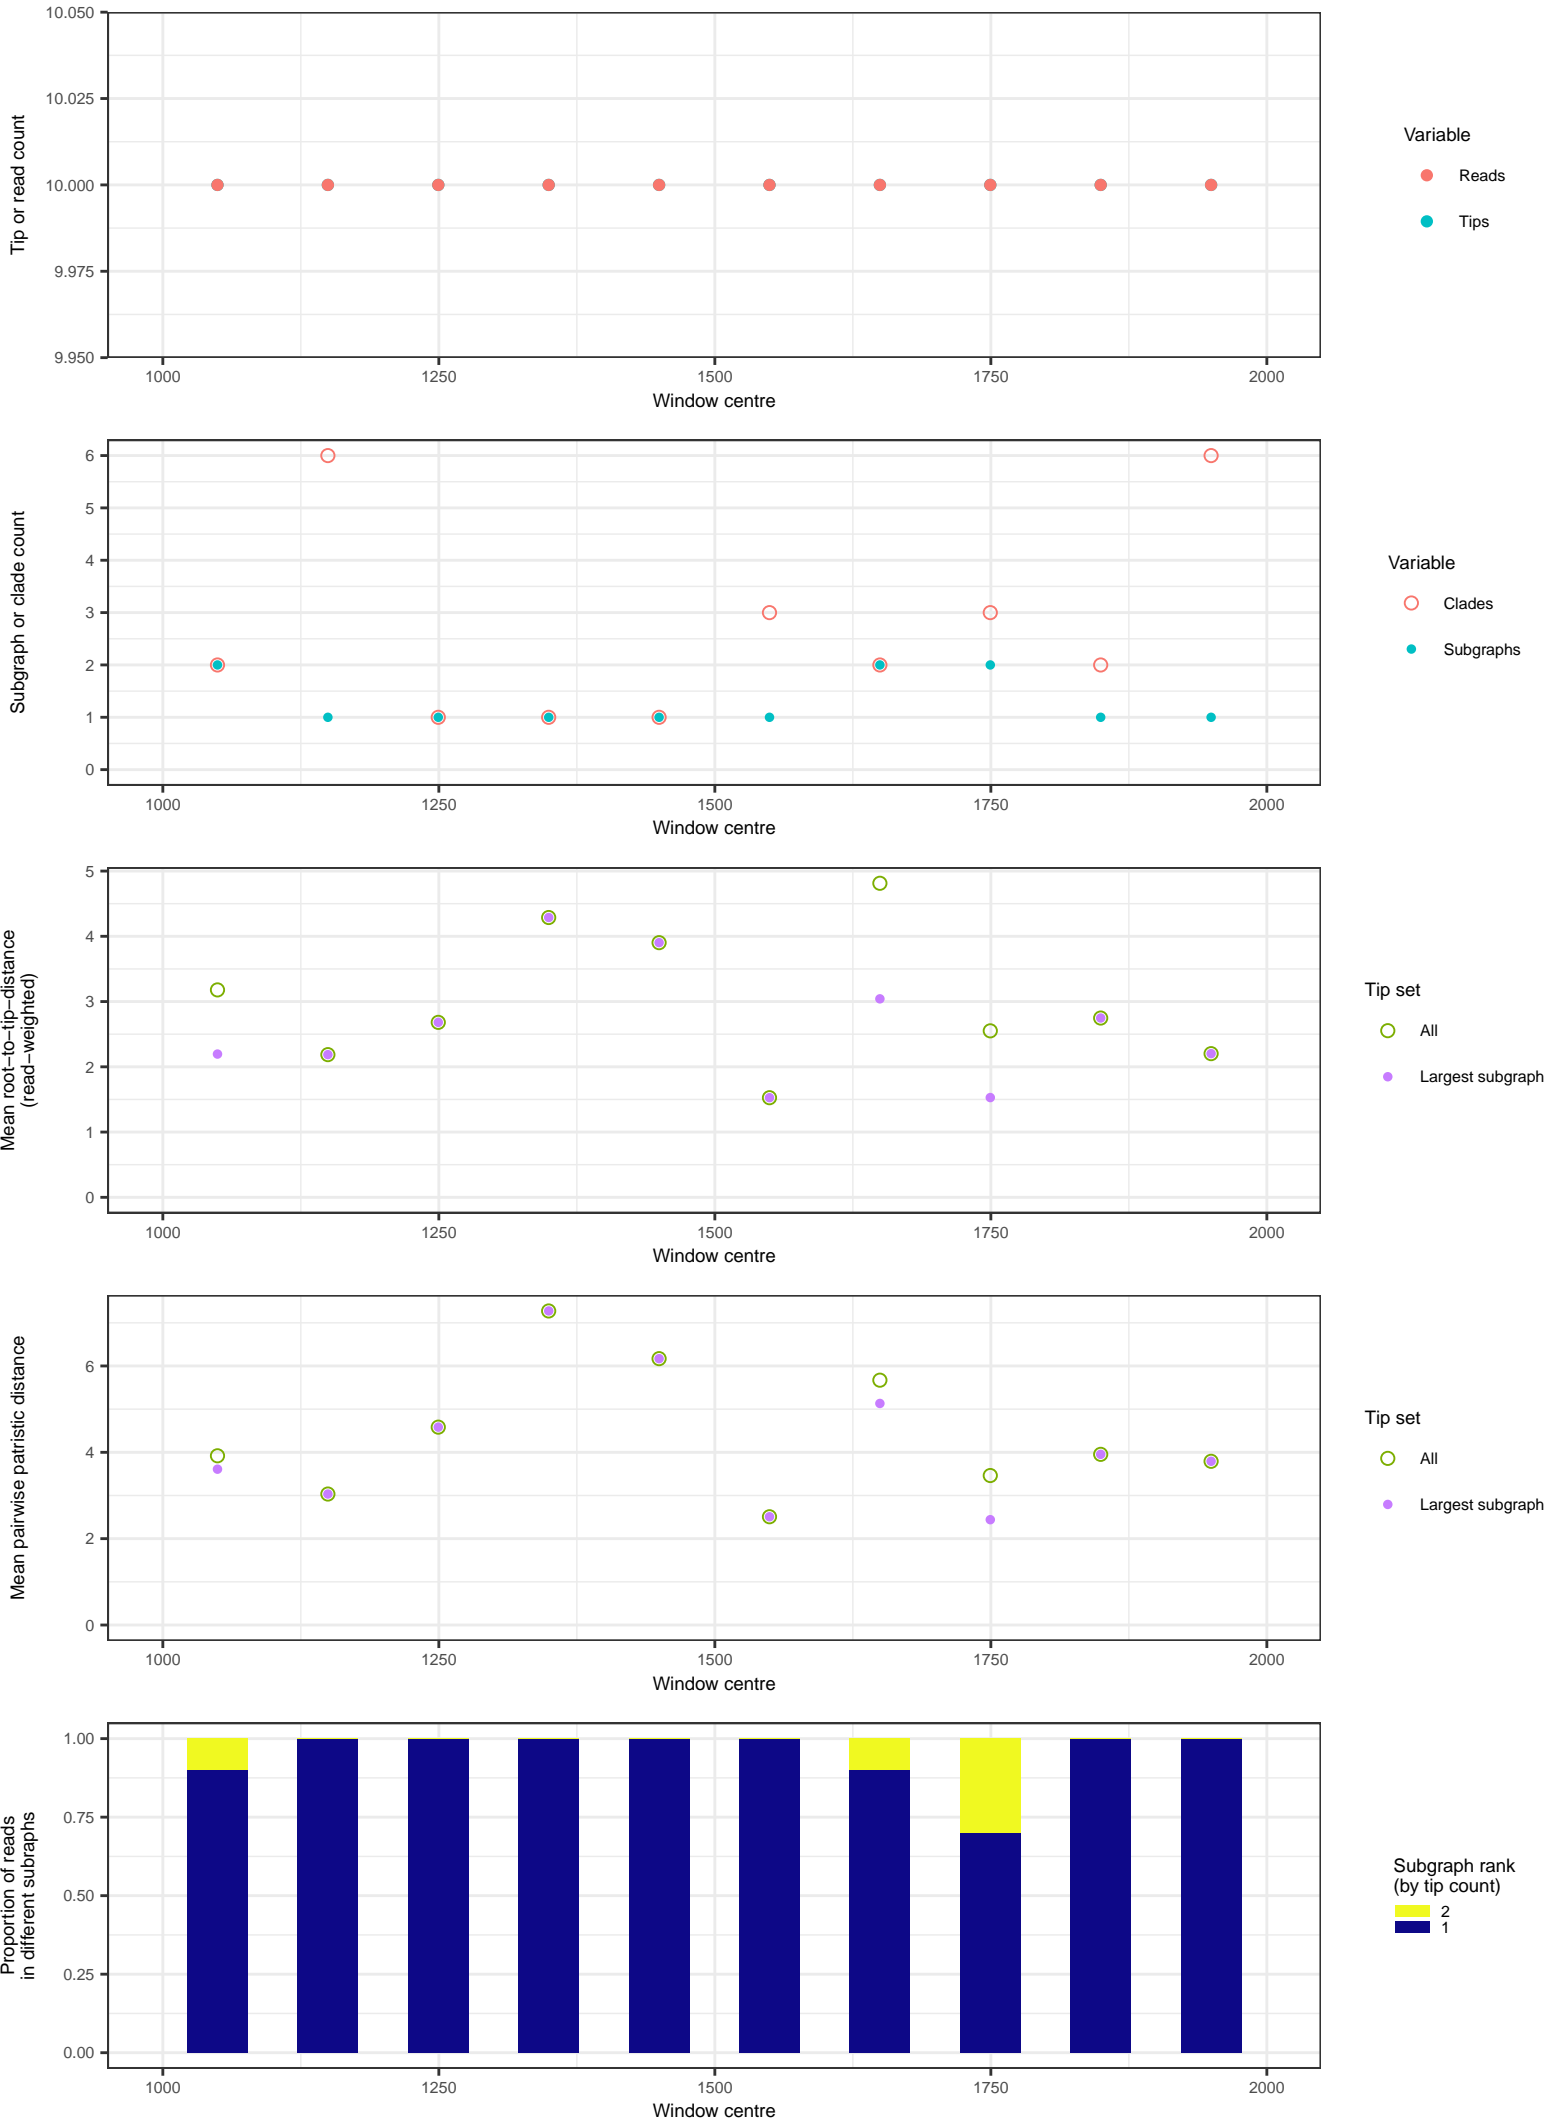 10.050
10.025
10.000
9.975
9.950
Tip or read count
1000 1250 1500 1750 2000
Window centre
Variable
Reads
Tips
6
5
4
3
2
1
0
Subgraph or clade count
1000 1250 1500 1750 2000
Window centre
Variable
Clades
Subgraphs
5
4
3
2
1
0
Mean root−to−tip−distance
(read−weighted)
1000 1250 1500 1750 2000
Window centre
Tip set
All
Largest subgraph
6
4
2
0
Mean pairwise patristic distance
1000 1250 1500 1750 2000
Window centre
Tip set
All
Largest subgraph
1.00
0.75
0.50
0.25
0.00
Proportion of reads
in different subraphs
1000 1250 1500 1750 2000
Window centre
Subgraph rank
(by tip count)
2
1